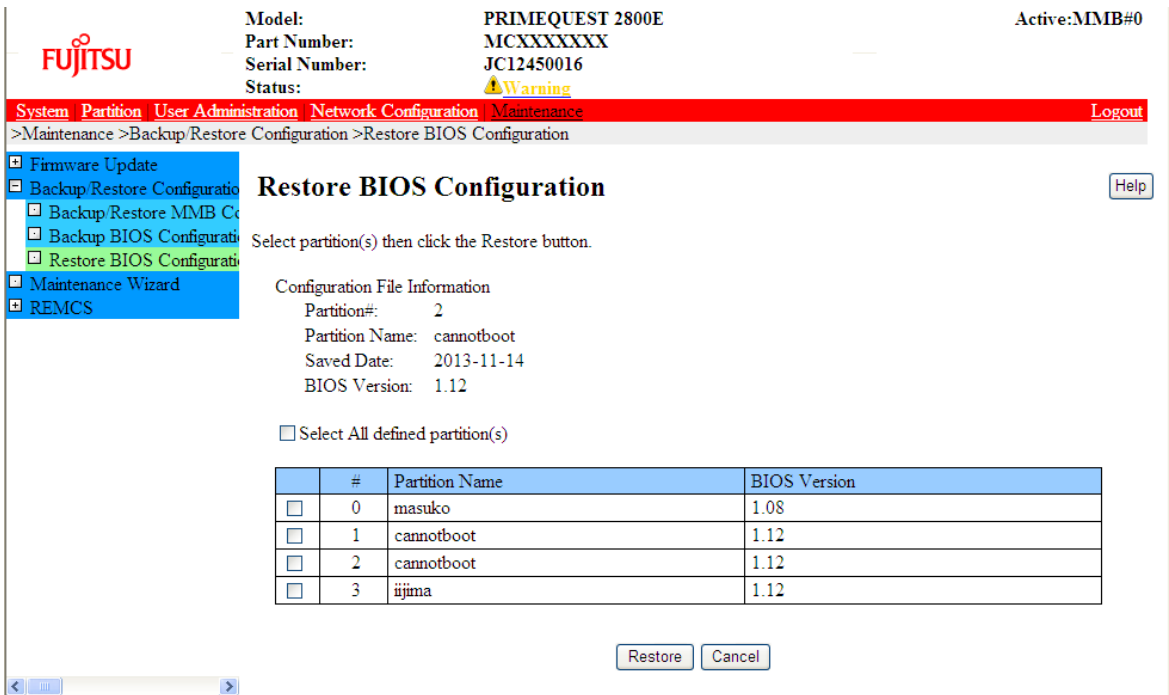 FUJITSU
Model: PRIMEQUEST 2800E Active:MMB#0
Part Number: MCXXXXXXX
Serial Number: JC12450016
Status: Warning
System | Partition | User Administration | Network Configuration | Maintenance Logout
>Maintenance >Backup/Restore Configuration >Restore BIOS Configuration
Firmware Update
Backup/Restore Configuratio
Backup/Restore MMB Co
Backup BIOS Configurati
Restore BIOS Configurati
Maintenance Wizard
REMCS
Restore BIOS Configuration
Help
Select partition(s) then click the Restore button.
Configuration File Information
Partition#: 2
Partition Name: cannotboot
Saved Date: 2013-11-14
BIOS Version: 1.12
Select All defined partition(s)
# Partition Name BIOS Version
0 masuko 1.08
1 cannotboot 1.12
2 cannotboot 1.12
3 iijima 1.12
Restore Cancel